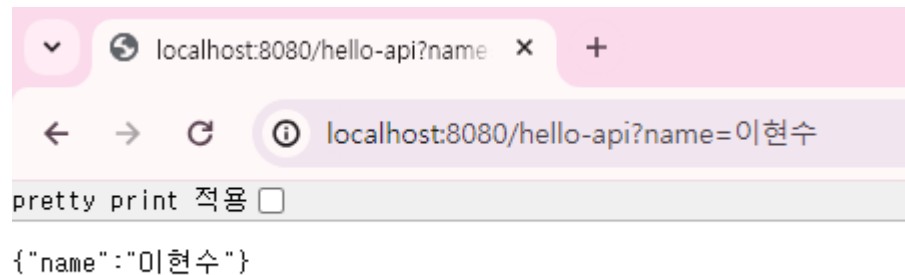 localhost:8080/hello-api?name
localhost:8080/hello-api?name=이현수
pretty print 적용
{"name":"이현수"}